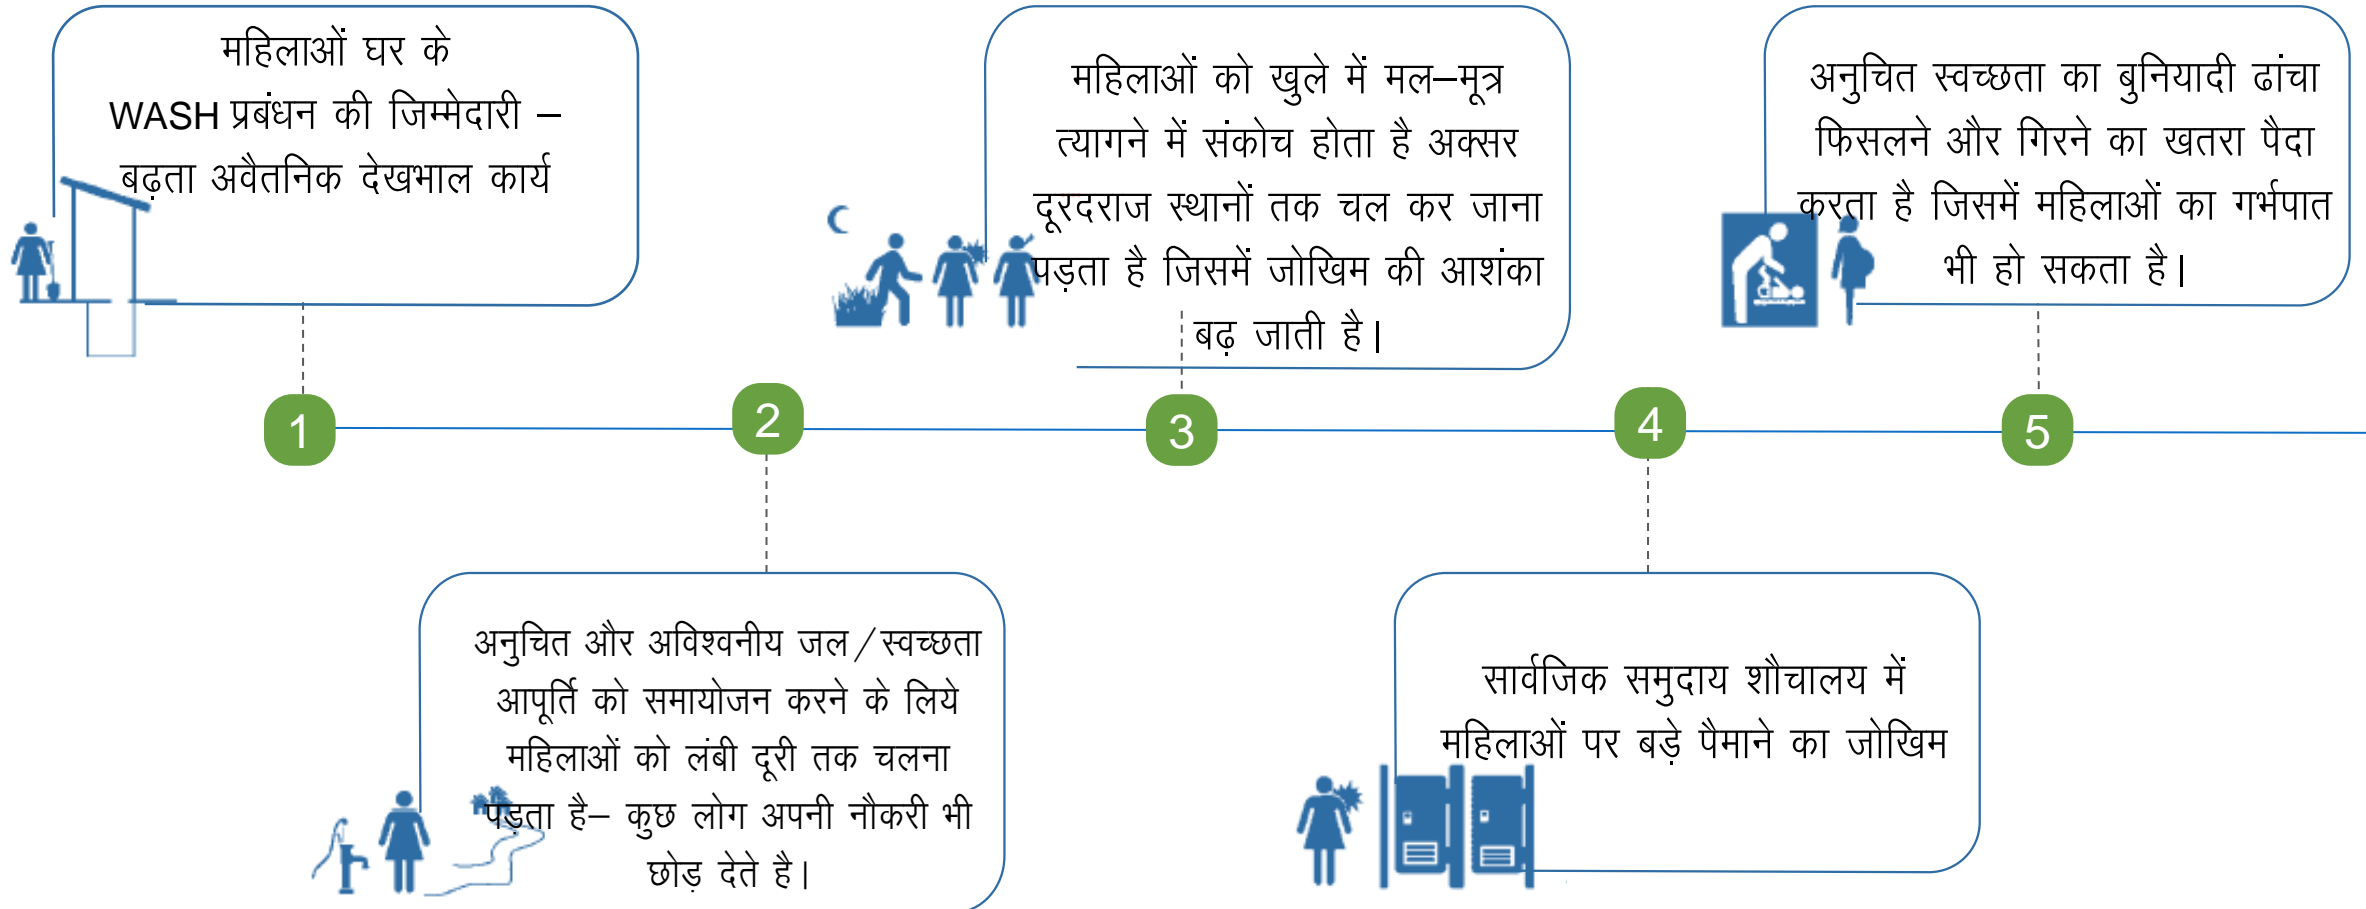 महिलाओं घर के
WASH प्रबंधन की जिम्मेदारी –
बढ़ता अवैतनिक देखभाल कार्य
1
अनुचित और अविश्वनीय जल/स्वच्छता
आपूर्ति को समायोजन करने के लिये
महिलाओं को लंबी दूरी तक चलना
पड़ता है– कुछ लोग अपनी नौकरी भी
छोड़ देते है।
2
महिलाओं को खुले में मल–मूत्र
त्यागने में संकोच होता है अक्सर
दूरदराज स्थानों तक चल कर जाना
पड़ता है जिसमें जोखिम की आशंका
बढ़ जाती है।
3
सार्वजिक समुदाय शौचालय में
महिलाओं पर बड़े पैमाने का जोखिम
4
अनुचित स्वच्छता का बुनियादी ढांचा
फिसलने और गिरने का खतरा पैदा
करता है जिसमें महिलाओं का गर्भपात
भी हो सकता है।
5